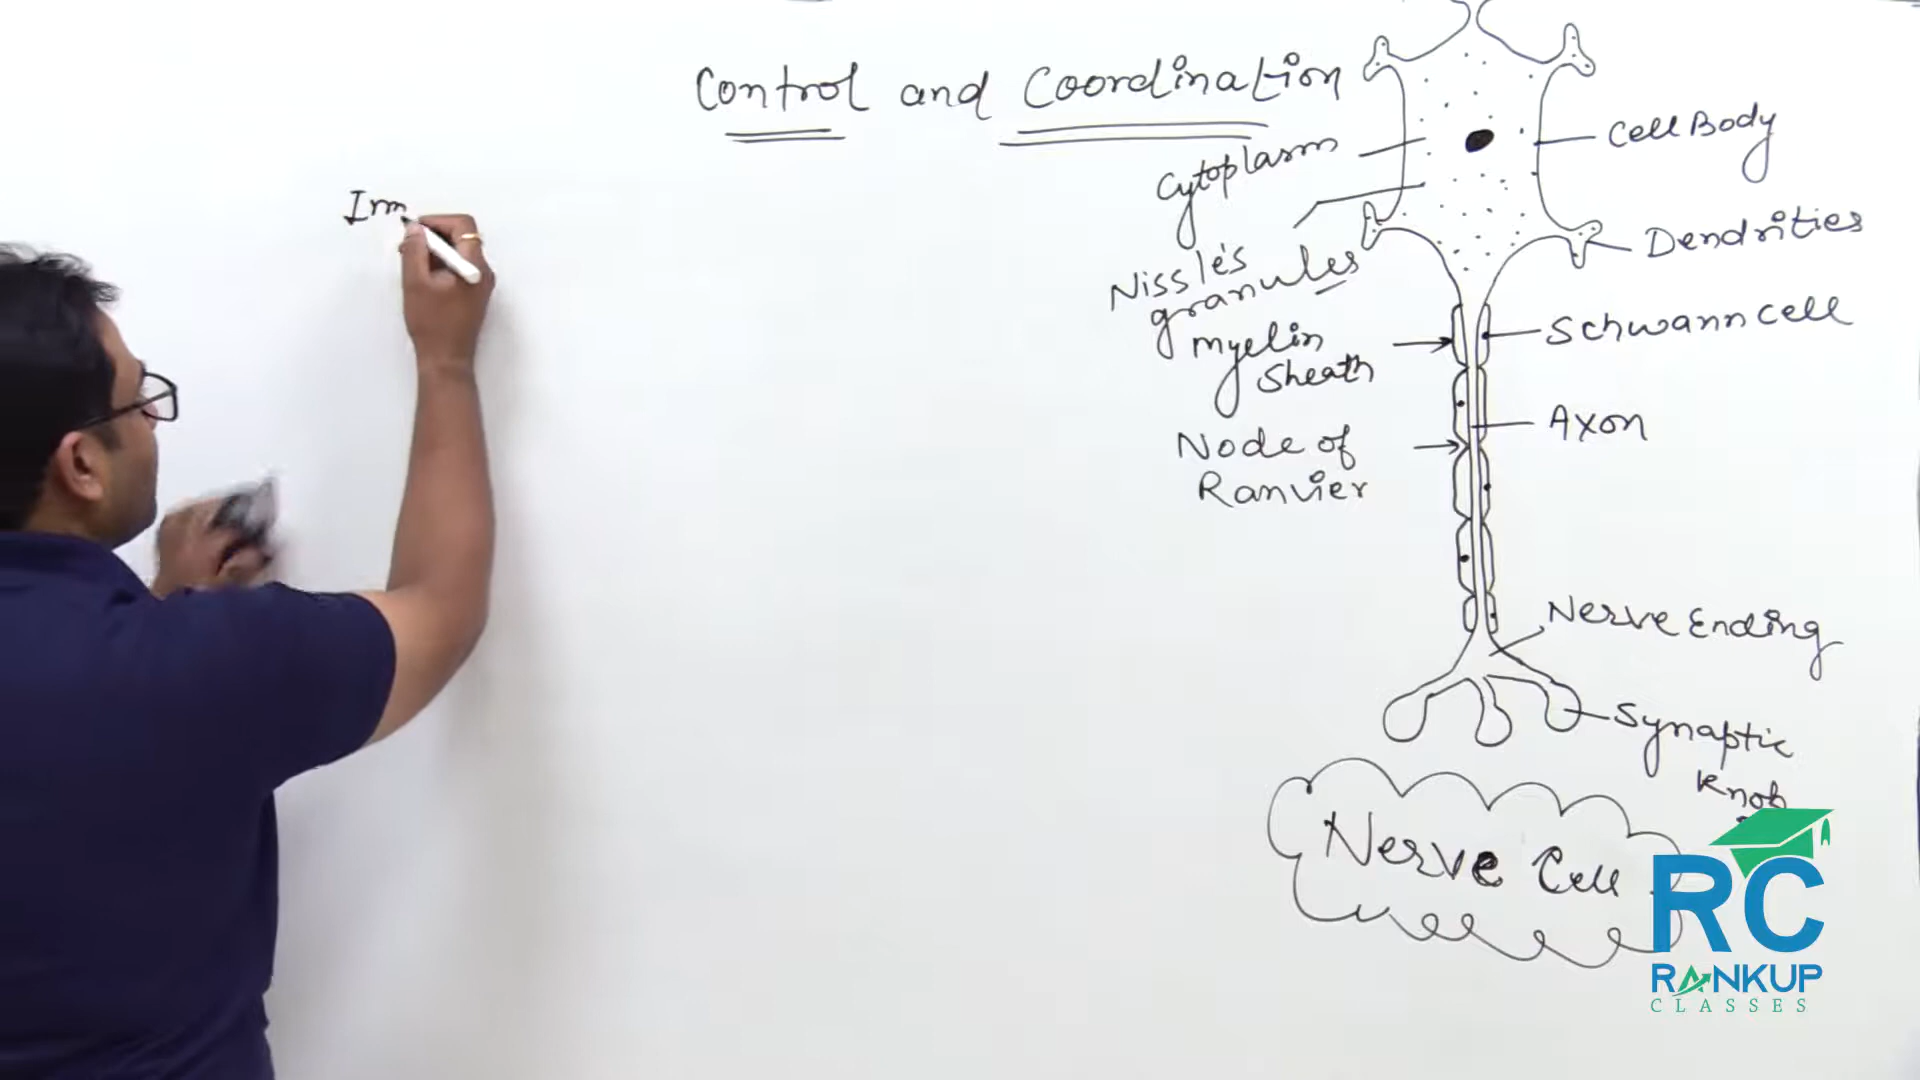 Control and Coordination
Cytoplasm
Cell Body
Dendrities
Nissle's
granules
Schwann cell
myelin
Sheath
Axon
Node of
Ranvier
Nerve Ending
Synaptic
Knob
Nerve Cell
RC
RANKUP
CLASSES